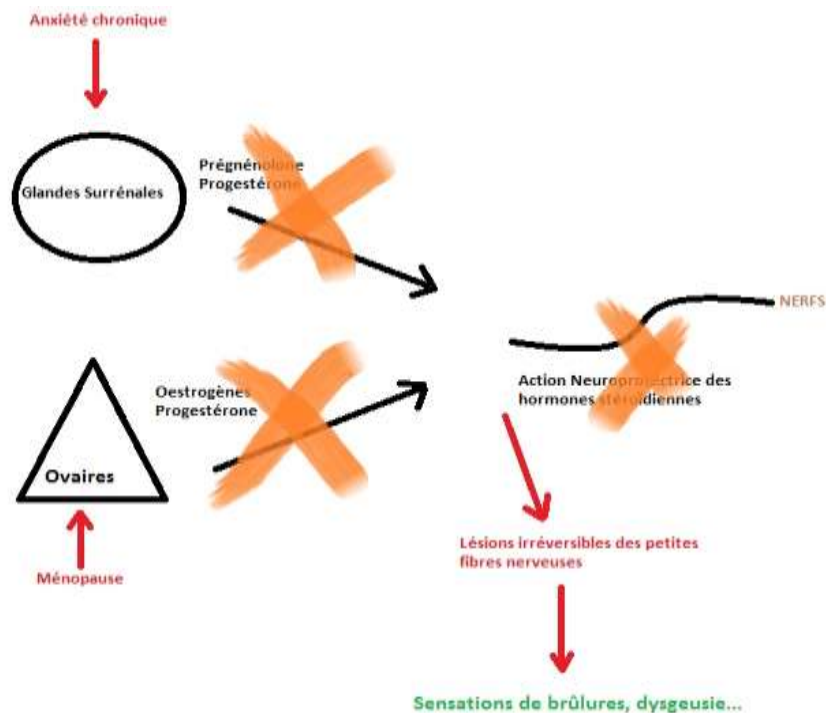 Anxiété chronique
Glandes Surrénales
Prégnénolone
Progestérone
NERFS
Oestrogènes
Progestérone
Action Neuroprotectrice des
hormones stéroïdiennes
Ovaires
Ménopause
Lésions irréversibles des petites
fibres nerveuses
Sensations de brûlures, dysgeusie...